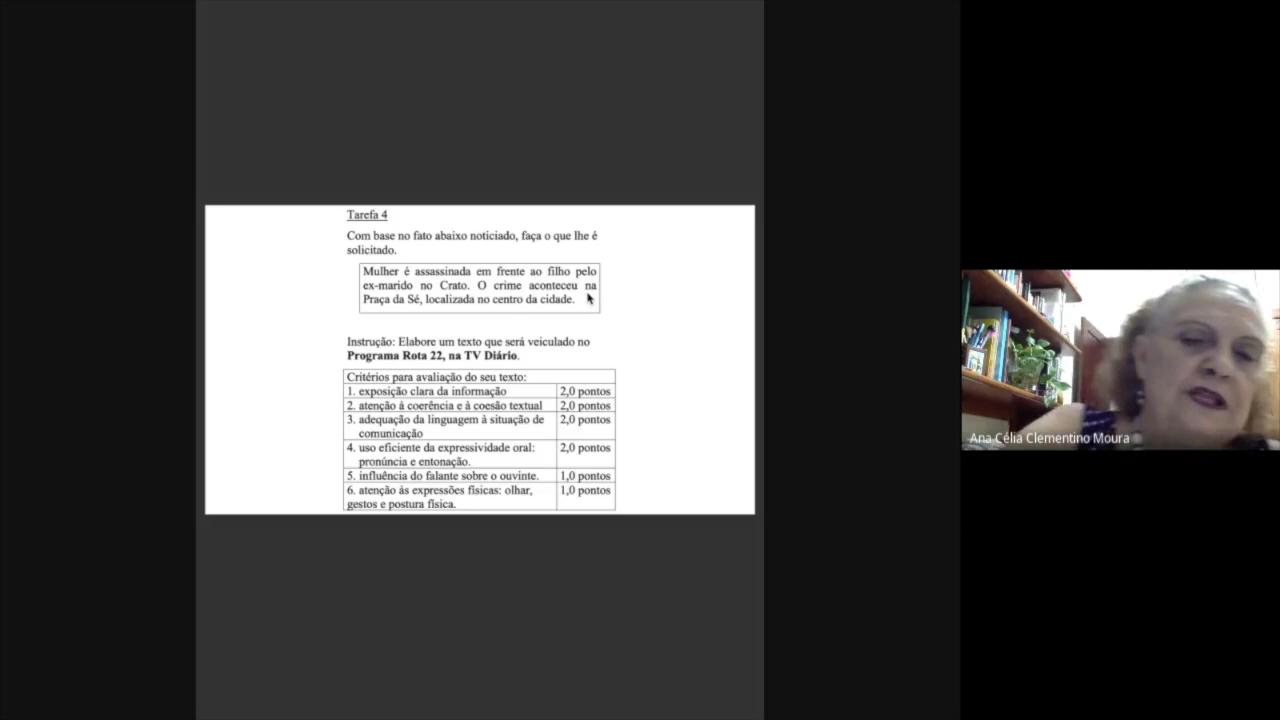 Tarefa 4
Com base no fato abaixo noticiado, faça o que lhe é
solicitado.
Mulher é assassinada em frente ao filho pelo
ex-marido no Crato. O crime aconteceu na
Praça da Sé, localizada no centro da cidade.
Instrução: Elabore um texto que será veiculado no
Programa Rota 22, na TV Diário.
Critérios para avaliação do seu texto:
1. exposição clara da informação 2,0 pontos
2. atenção à coerência e à coesão textual 2,0 pontos
3. adequação da linguagem à situação de 2,0 pontos
comunicação
4. uso eficiente da expressividade oral: 2,0 pontos
pronúncia e entonação.
5. influência do falante sobre o ouvinte. 1,0 pontos
6. atenção às expressões físicas: olhar, 1,0 pontos
gestos e postura física.
Ana Célia Clementino Moura